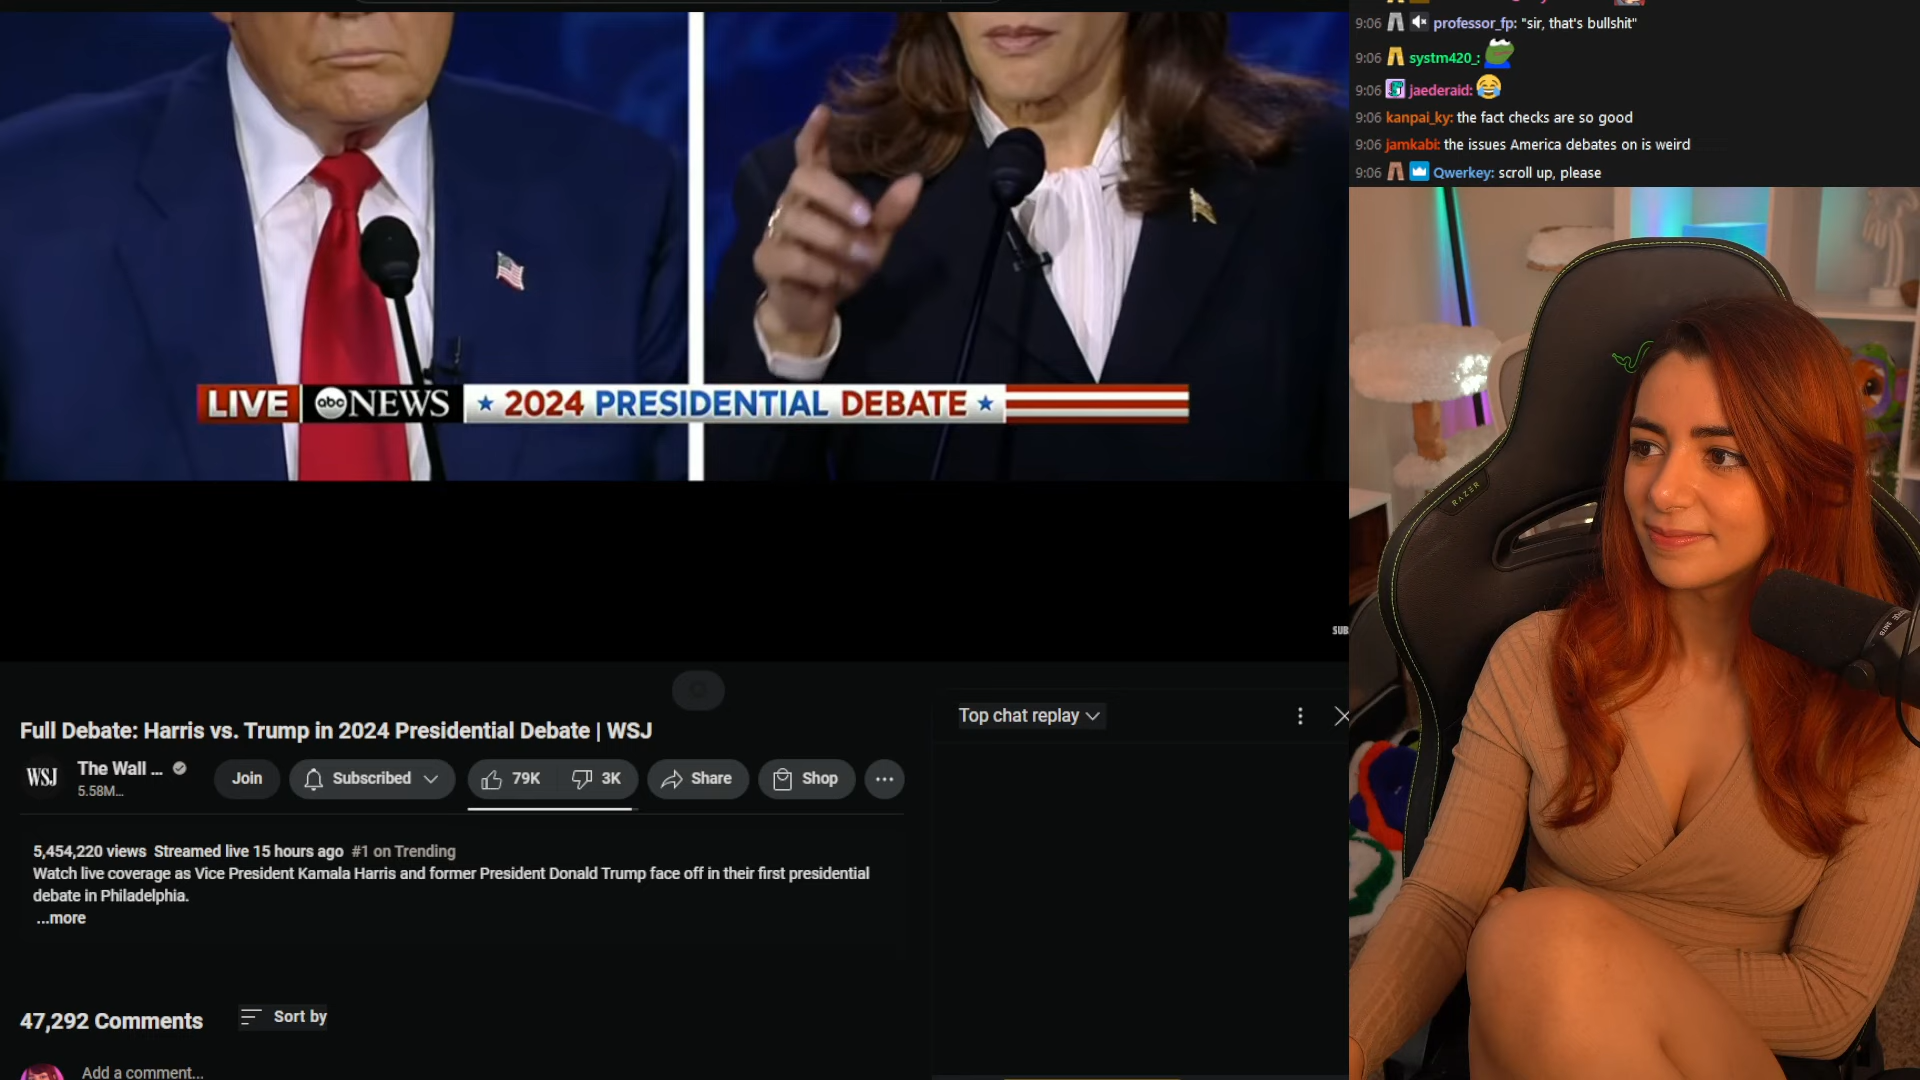 9:06 professor_fp: "sir, that's bullshit"
9:06 systm420_:
9:06 jaederaid:
9:06 kanpai_ky: the fact checks are so good
9:06 jamkabi: the issues America debates on is weird
9:06 Qwerkey: scroll up, please
LIVE abc NEWS ★ 2024 PRESIDENTIAL DEBATE ★
RAZER
SUB
Full Debate: Harris vs. Trump in 2024 Presidential Debate | WSJ
WSJ
The Wall ...
5.58M...
Join
Subscribed
79K
3K
Share
Shop
Top chat replay
5,454,220 views Streamed live 15 hours ago #1 on Trending
Watch live coverage as Vice President Kamala Harris and former President Donald Trump face off in their first presidential
debate in Philadelphia.
...more
47,292 Comments
Sort by
Add a comment...